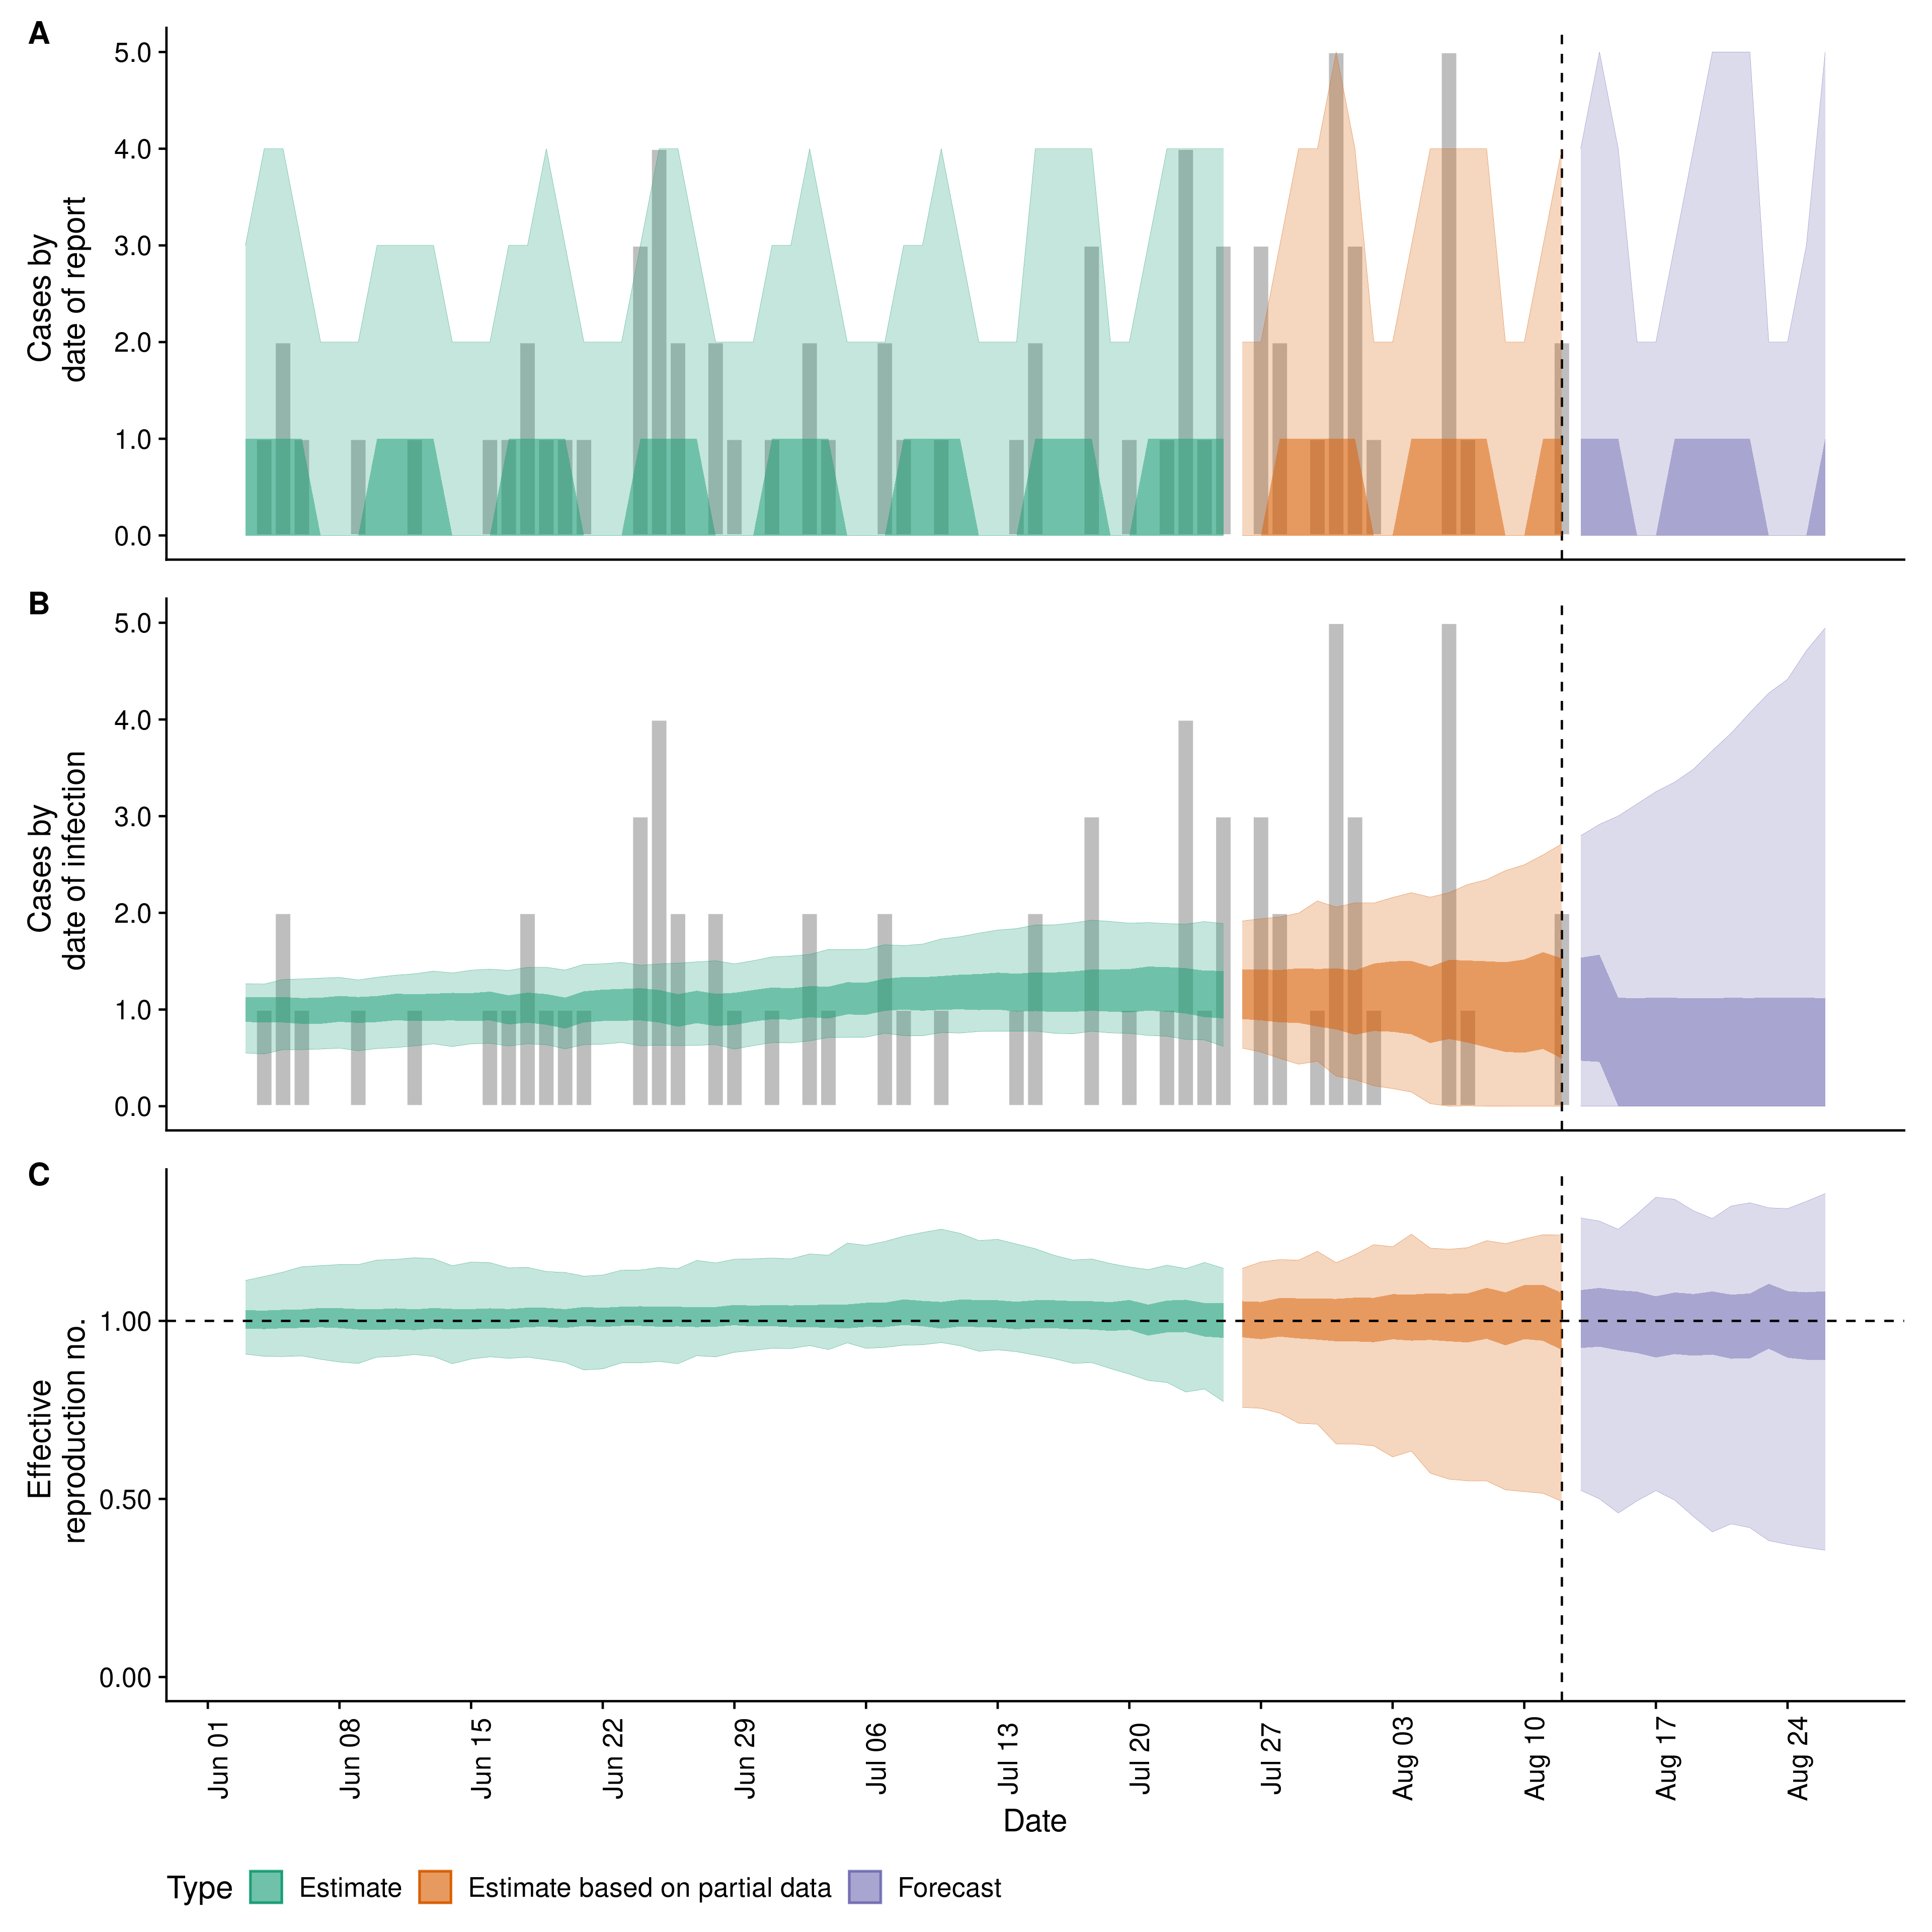 A
Cases by
date of report
5.0
4.0
3.0
2.0
1.0
0.0
B
Cases by
date of infection
5.0
4.0
3.0
2.0
1.0
0.0
C
Effective
reproduction no.
1.00
0.50
0.00
Jun 01
Jun 08
Jun 15
Jun 22
Jun 29
Jul 06
Jul 13
Jul 20
Jul 27
Aug 03
Aug 10
Aug 17
Aug 24
Date
Type Estimate Estimate based on partial data Forecast